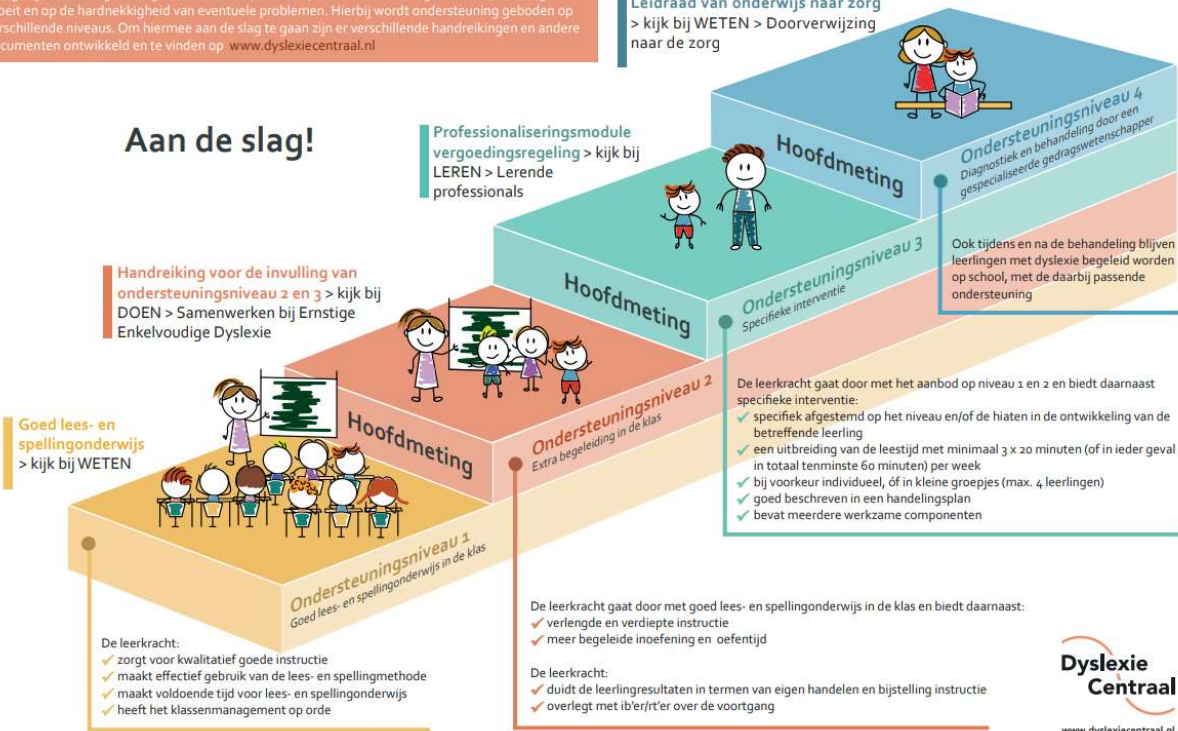 eit en op de hardnekkigheid van eventuele problemen. Hierbij wordt ondersteuning geboden op
schillende niveaus. Om hiermee aan de slag te gaan zijn er verschillende handreikingen en andere
cumenten ontwikkeld en te vinden op www.dyslexiecentraal.nl
Leidraad van onderwijs naar zorg
> kijk bij WETEN > Doorverwijzing
naar de zorg
Aan de slag!
Professionaliseringsmodule
vergoedingsregeling > kijk bij
LEREN > Lerende
professionals
Hoofdmeting
Ondersteuningsniveau 4
Diagnostiek en behandeling door een
gespecialiseerde gedragswetenschapper
Ook tijdens en na de behandeling blijven
leerlingen met dyslexie begeleid worden
op school, met de daarbij passende
ondersteuning
Handreiking voor de invulling van
ondersteuningsniveau 2 en 3 > kijk bij
DOEN > Samenwerken bij Ernstige
Enkelvoudige Dyslexie
Hoofdmeting
Ondersteuningsniveau 3
Specifieke interventie
De leerkracht gaat door met het aanbod op niveau 1 en 2 en biedt daarnaast
specifieke interventie:
✓ specifiek afgestemd op het niveau en/of de hiaten in de ontwikkeling van de
betreffende leerling
✓ een uitbreiding van de leestijd met minimaal 3 x 20 minuten (of in ieder geval
in totaal tenminste 60 minuten) per week
✓ bij voorkeur individueel, óf in kleine groepjes (max. 4 leerlingen)
✓ goed beschreven in een handelingsplan
✓ bevat meerdere werkzame componenten
Goed lees- en
spellingonderwijs
> kijk bij WETEN
Hoofdmeting
Ondersteuningsniveau 2
Extra begeleiding in de klas
De leerkracht gaat door met goed lees- en spellingonderwijs in de klas en biedt daarnaast:
✓ verlengde en verdiepte instructie
✓ meer begeleide inoefening en oefentijd
De leerkracht:
✓ duidt de leerlingresultaten in termen van eigen handelen en bijstelling instructie
✓ overlegt met ib'er/rt'er over de voortgang
Ondersteuningsniveau 1
Goed lees- en spellingonderwijs in de klas
De leerkracht:
✓ zorgt voor kwalitatief goede instructie
✓ maakt effectief gebruik van de lees- en spellingmethode
✓ maakt voldoende tijd voor lees- en spellingonderwijs
✓ heeft het klassenmanagement op orde
Dyslexie
Centraal
www.dyslexiecentraal.nl